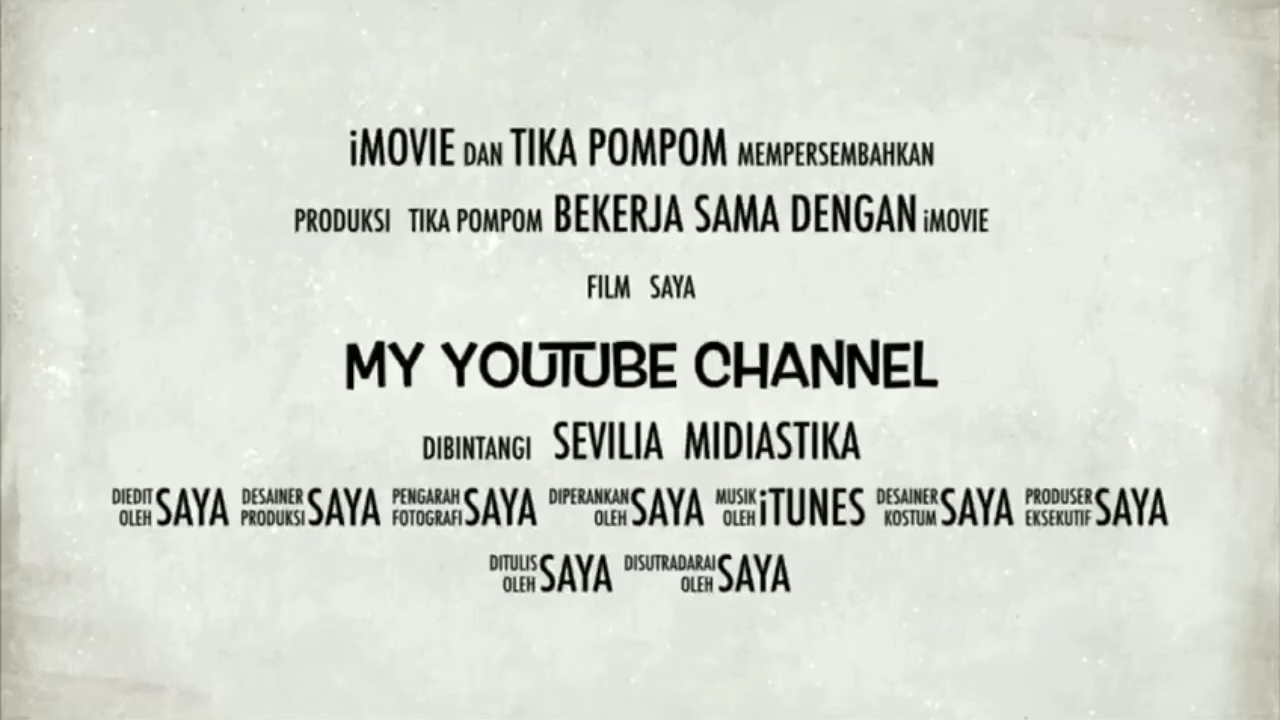 iMOVIE DAN TIKA POMPOM MEMPERSEMBAHKAN
PRODUKSI TIKA POMPOM BEKERJA SAMA DENGAN iMOVIE
FILM SAYA
MY YOUTUBE CHANNEL
DIBINTANGI SEVILIA MIDIASTIKA
DIEDIT OLEH SAYA DESAINER PRODUKSI SAYA PENGARAH FOTOGRAFI SAYA DIPERANKAN OLEH SAYA MUSIK OLEH iTUNES DESAINER KOSTUM SAYA PRODUSER EKSEKUTIF SAYA
DITULIS OLEH SAYA DISUTRADARAI OLEH SAYA